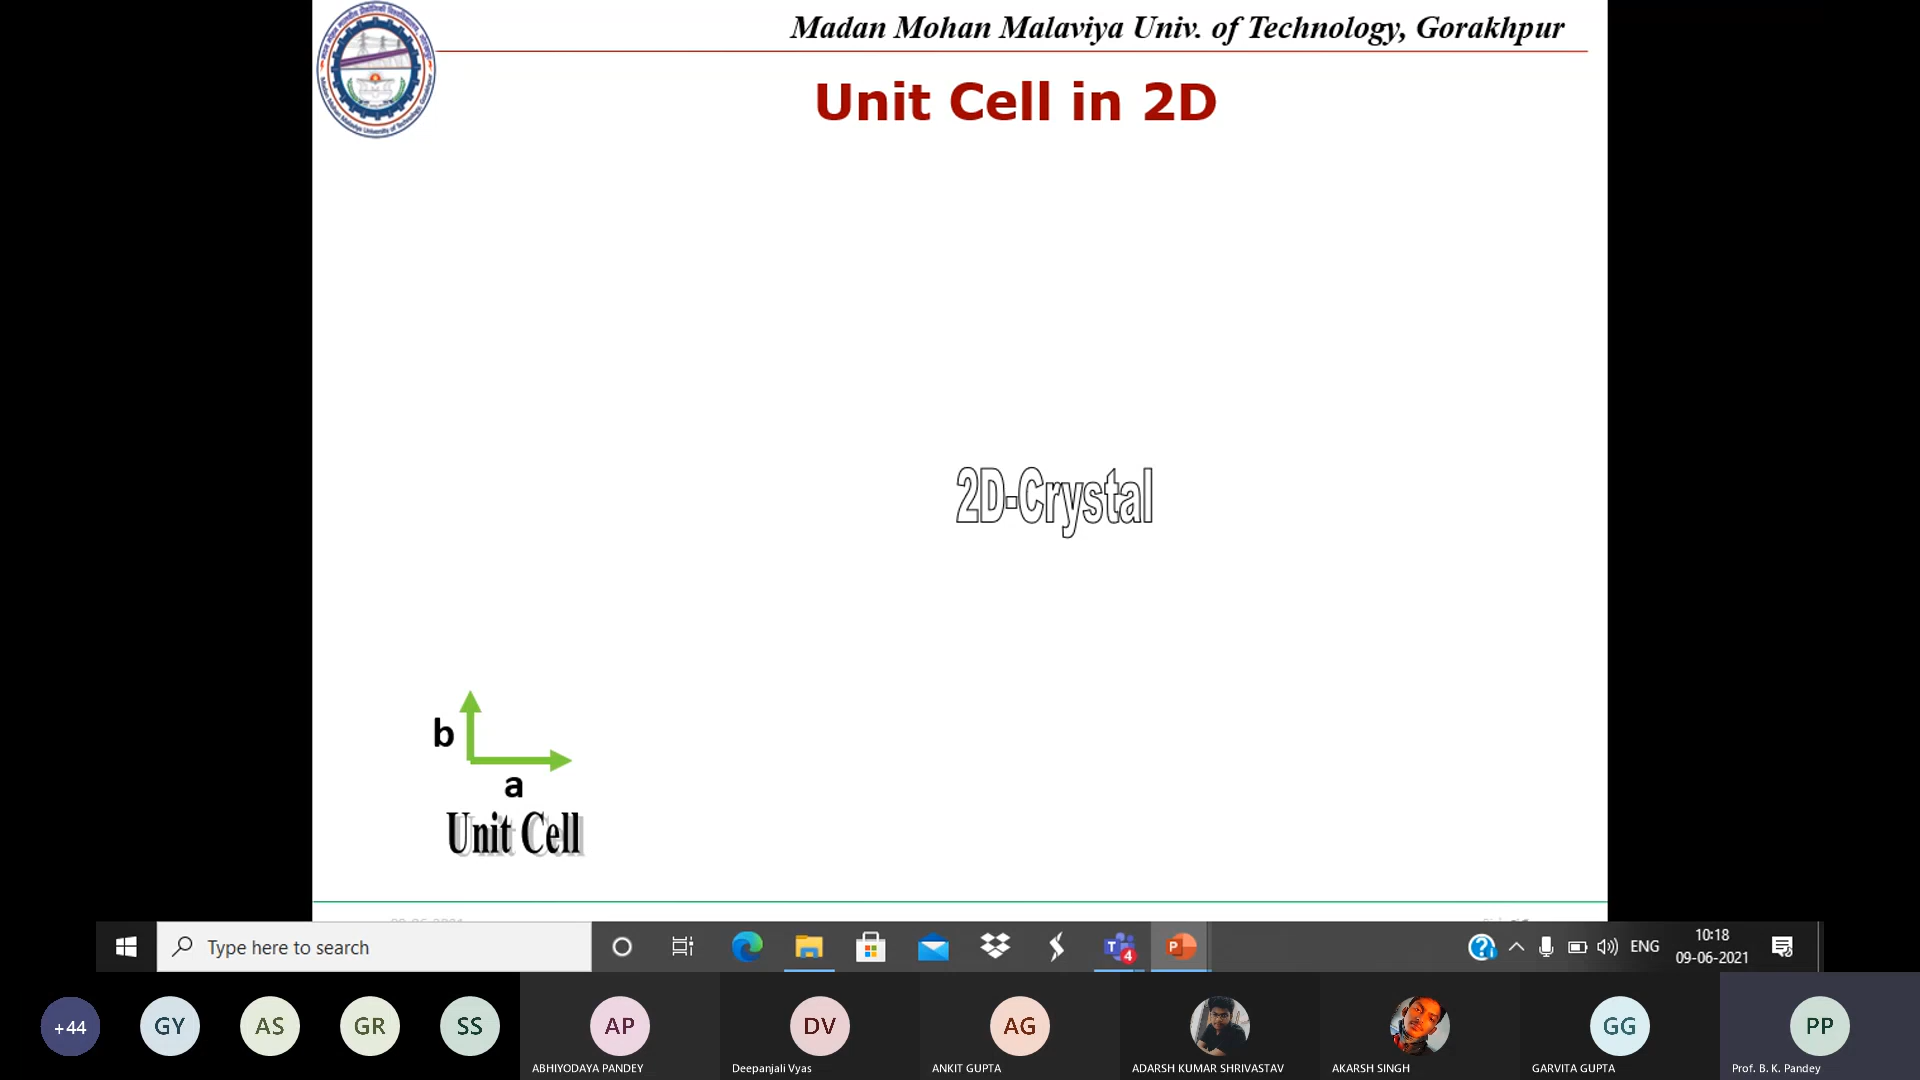 Madan Mohan Malaviya Univ. of Technology, Gorakhpur
Unit Cell in 2D
2D-Crystal
b
a
Unit Cell
Type here to search
4
P
ENG
10:18
09-06-2021
+44
GY
AS
GR
SS
AP
DV
AG
GG
PP
ABHIYODAYA PANDEY
Deepanjali Vyas
ANKIT GUPTA
ADARSH KUMAR SHRIVASTAV
AKARSH SINGH
GARVITA GUPTA
Prof. B. K. Pandey